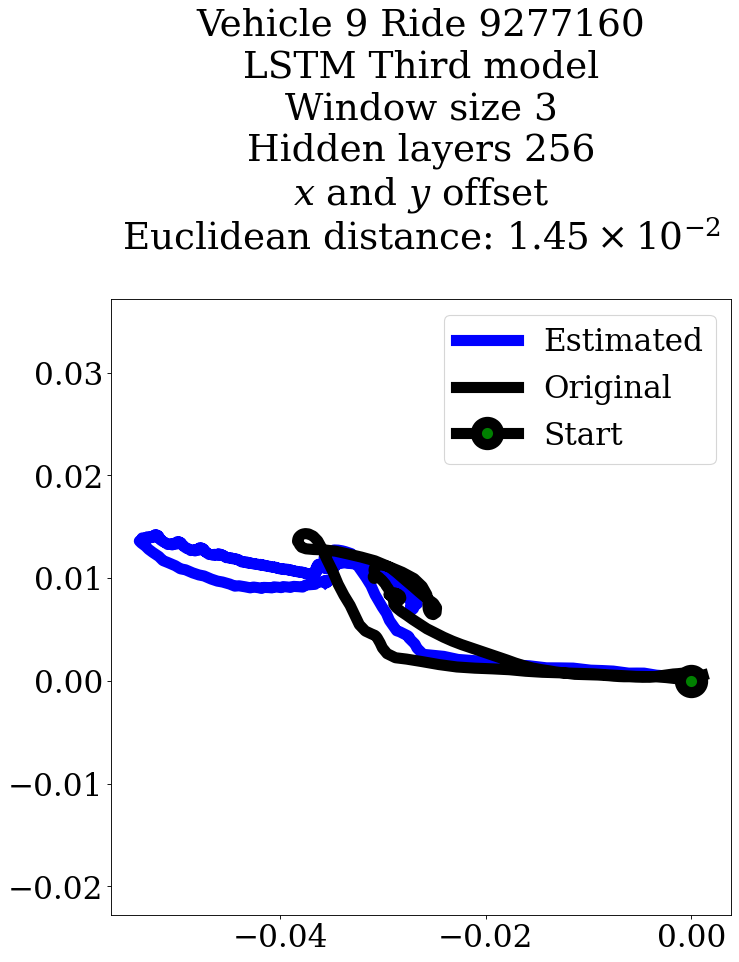 Vehicle 9 Ride 9277160
LSTM Third model
Window size 3
Hidden layers 256
x and y offset
Euclidean distance: 1.45 × 10⁻²
Estimated
Original
Start
0.03
0.02
0.01
0.00
−0.01
−0.02
−0.04
−0.02
0.00